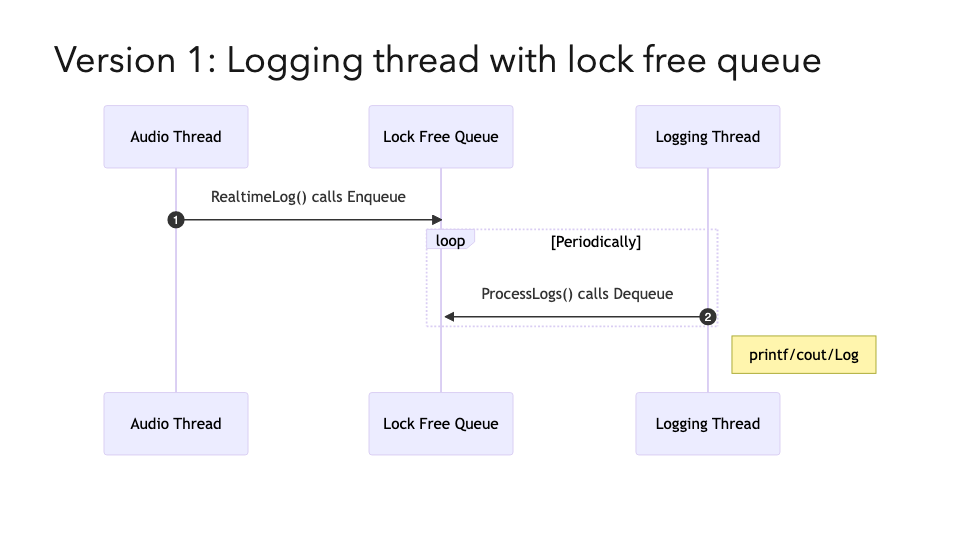 Version 1: Logging thread with lock free queue
Audio Thread
Lock Free Queue
Logging Thread
RealtimeLog() calls Enqueue
1
loop
[Periodically]
ProcessLogs() calls Dequeue
2
printf/cout/Log
Audio Thread
Lock Free Queue
Logging Thread